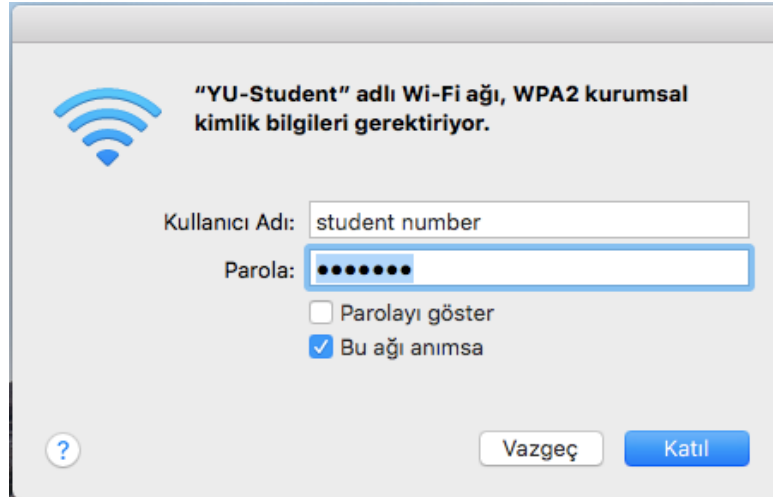 “YU-Student” adlı Wi-Fi ağı, WPA2 kurumsal
kimlik bilgileri gerektiriyor.
Kullanıcı Adı: student number
Parola: •••••••
Parolayı göster
Bu ağı anımsa
? Vazgeç Katıl